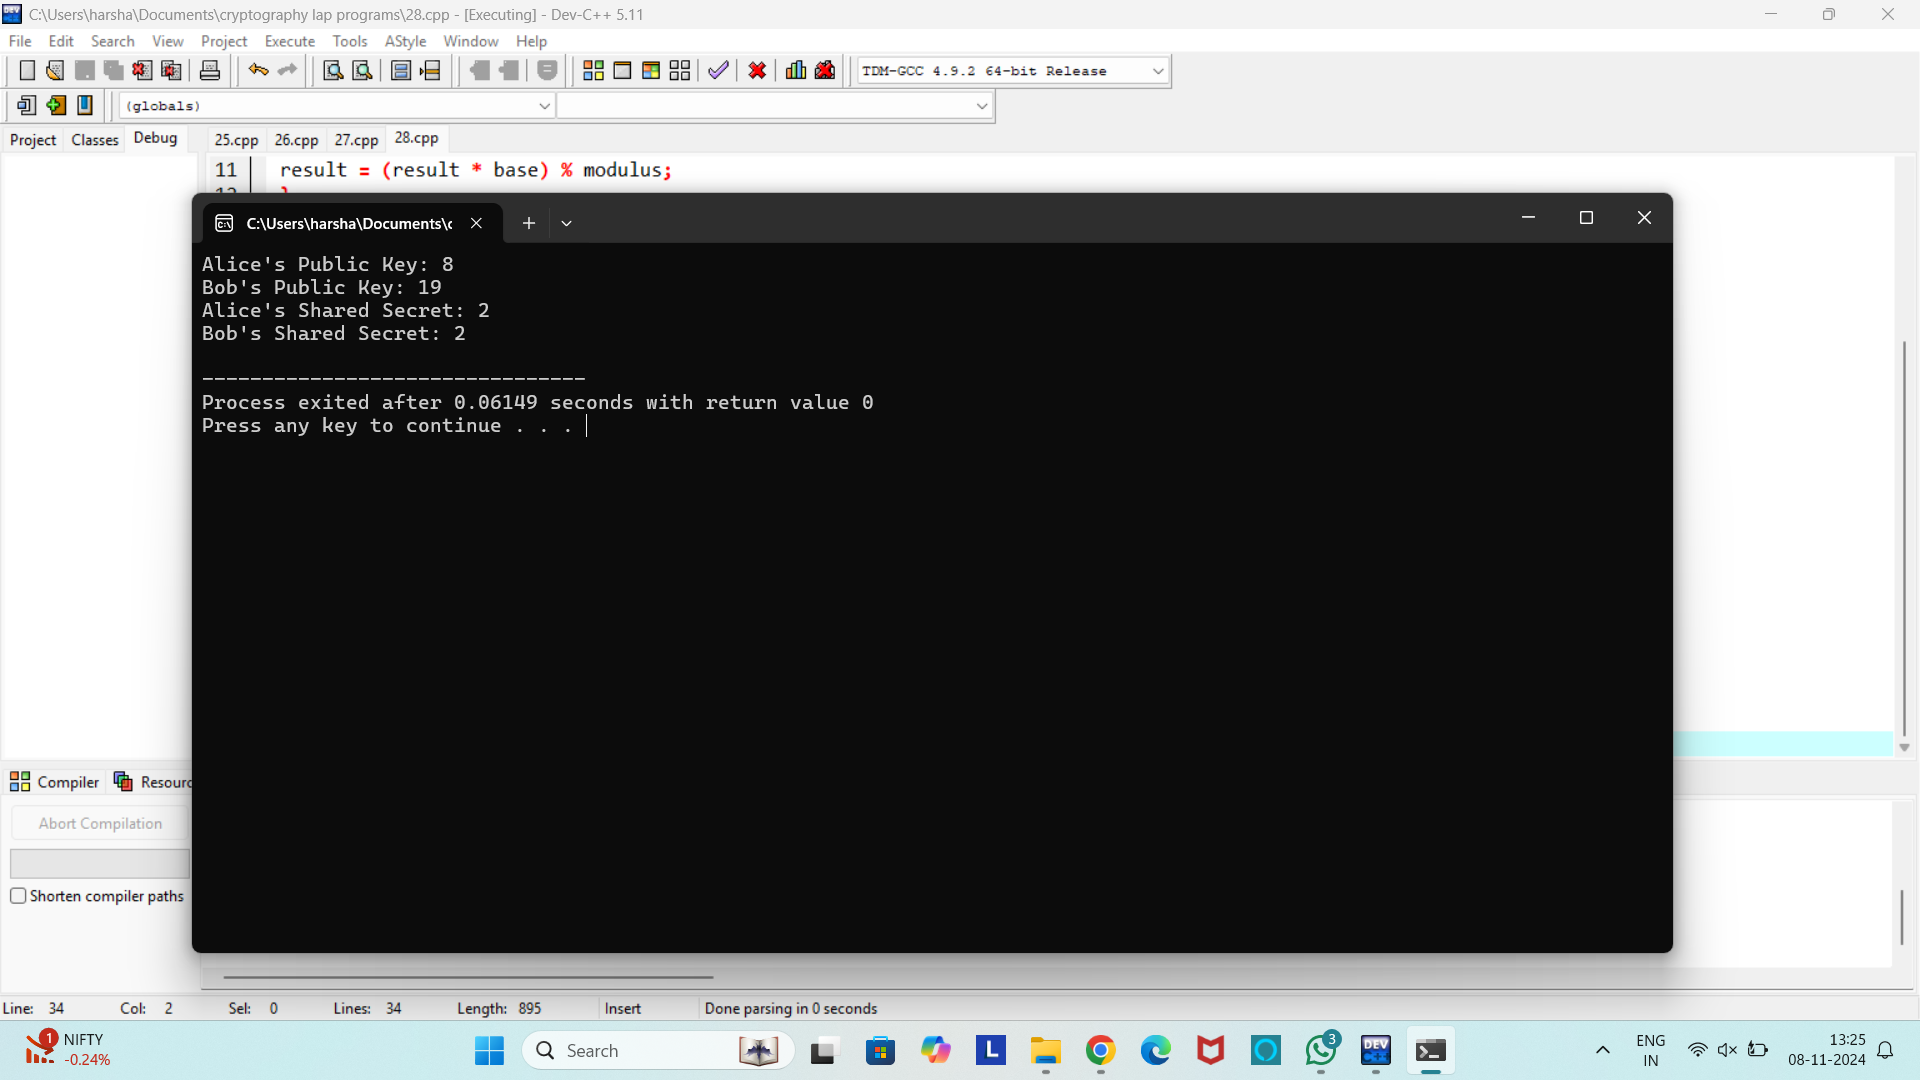 C:\Users\harsha\Documents\cryptography lap programs\28.cpp - [Executing] - Dev-C++ 5.11
File Edit Search View Project Execute Tools AStyle Window Help
TDM-GCC 4.9.2 64-bit Release
(globals)
Project Classes Debug 25.cpp 26.cpp 27.cpp 28.cpp
11 result = (result * base) % modulus;
C:\Users\harsha\Documents\c
Alice's Public Key: 8
Bob's Public Key: 19
Alice's Shared Secret: 2
Bob's Shared Secret: 2
--------------------------------
Process exited after 0.06149 seconds with return value 0
Press any key to continue . . .
Compiler Resourc
Abort Compilation
Shorten compiler paths
Line: 34 Col: 2 Sel: 0 Lines: 34 Length: 895 Insert Done parsing in 0 seconds
1 NIFTY
-0.24%
Search
L
3
DEV
C++
ENG
IN
13:25
08-11-2024